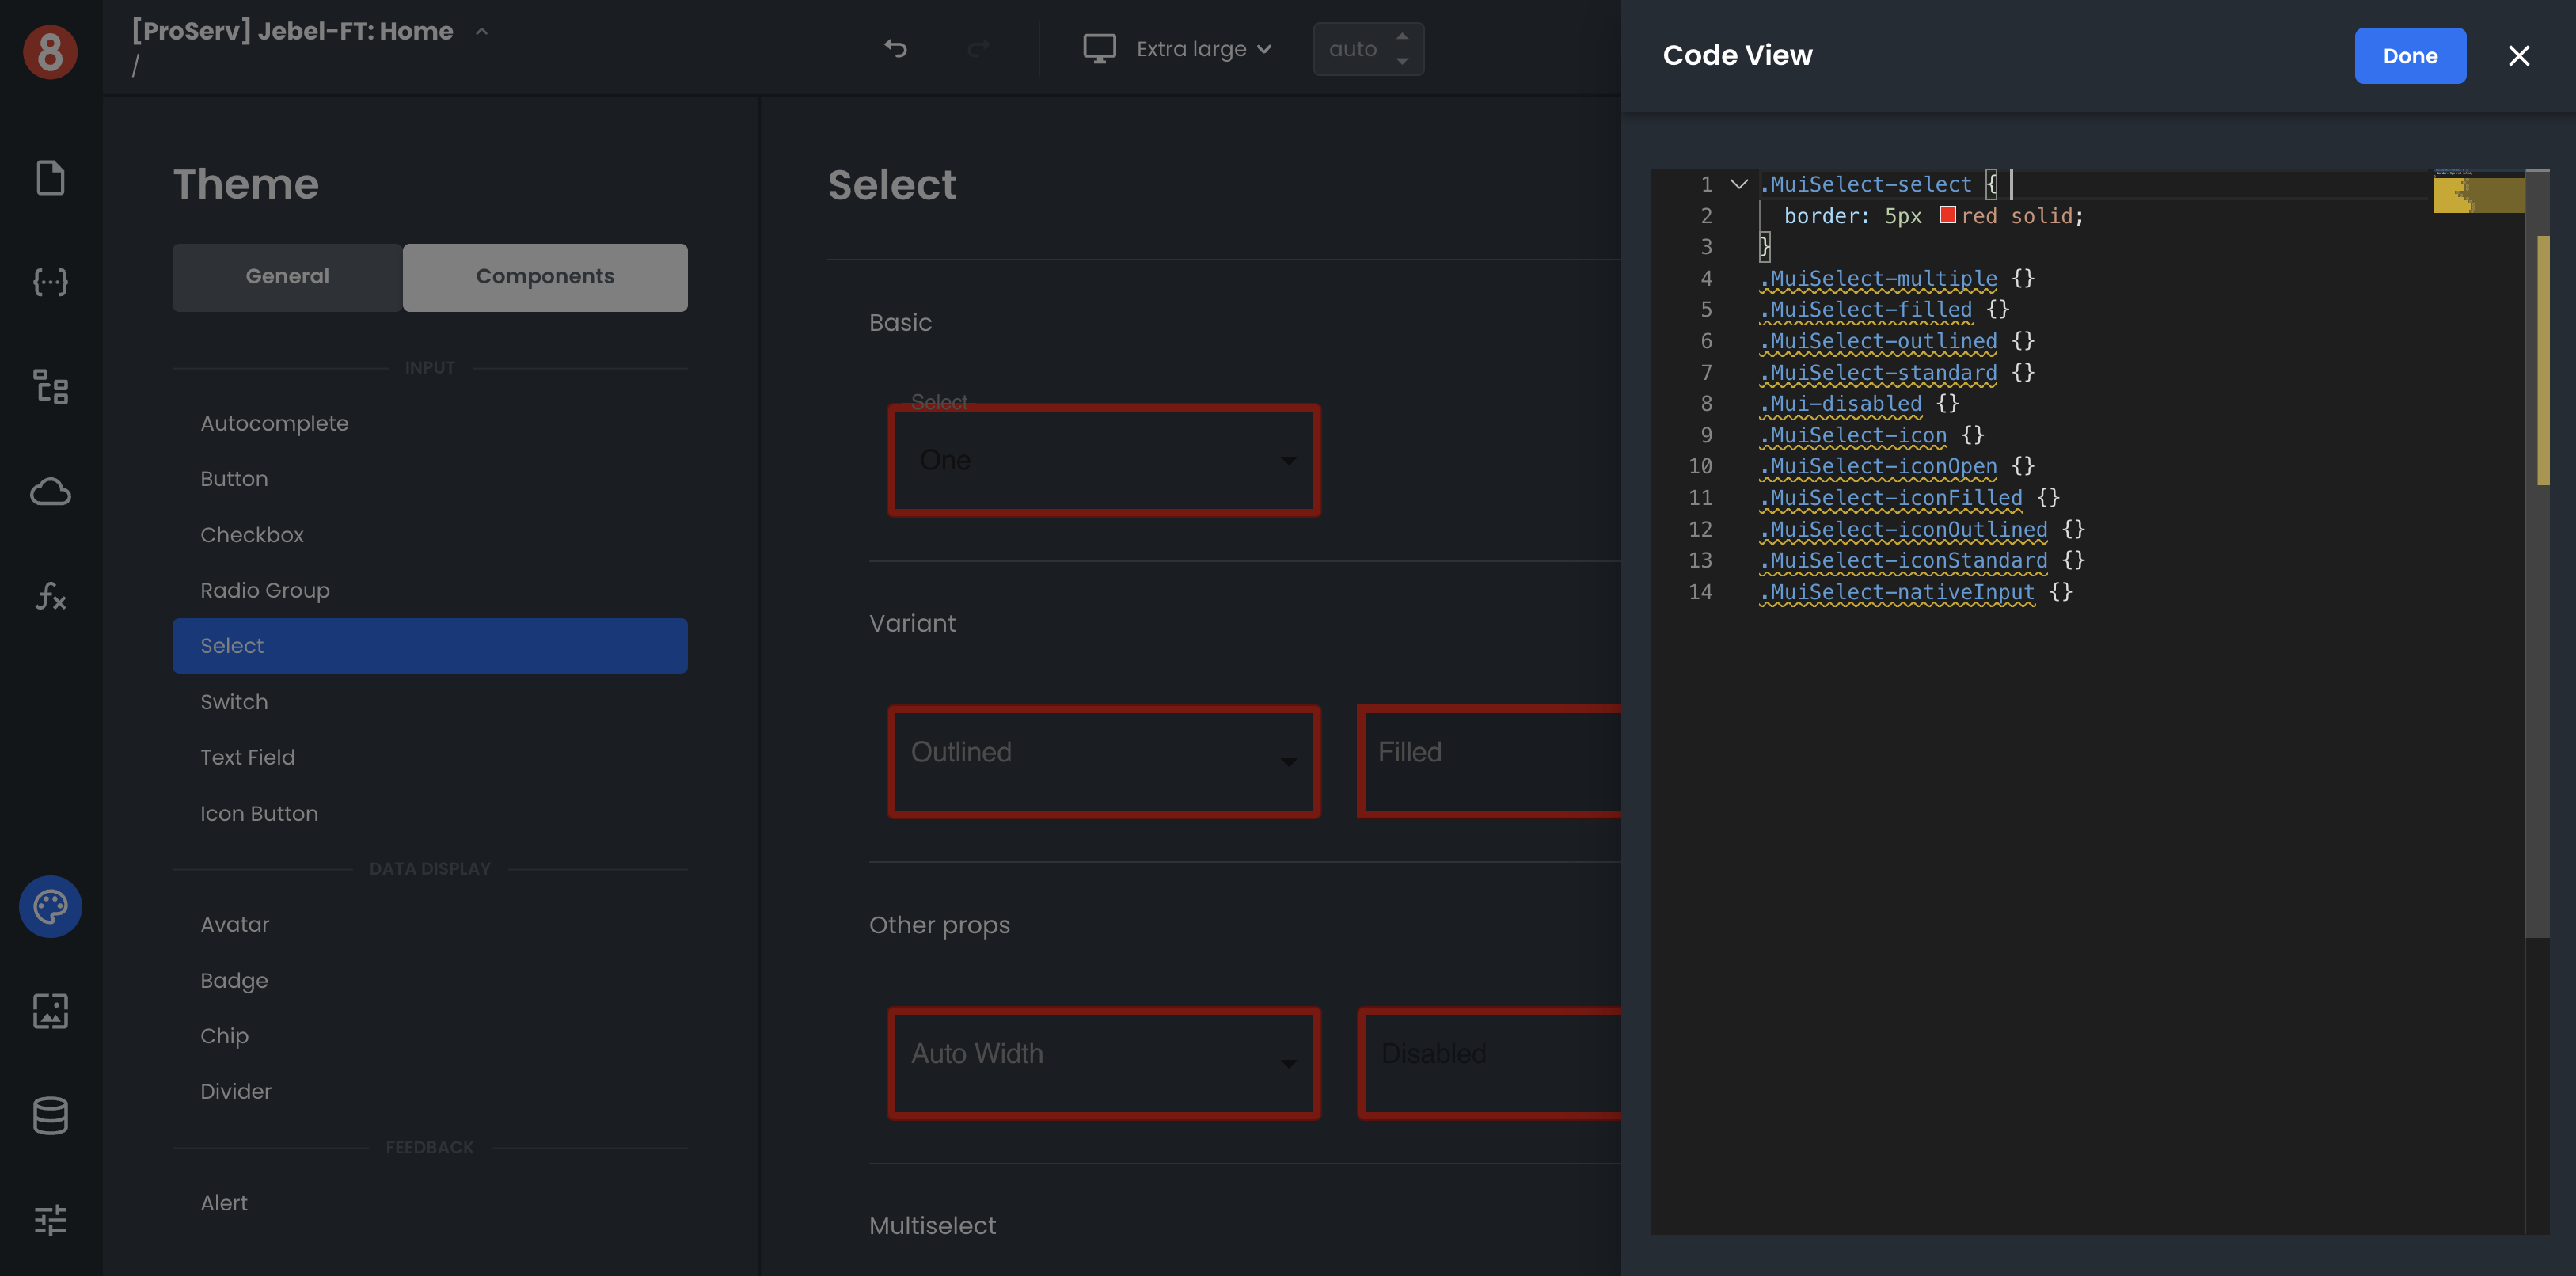 8
[ProServ] Jebel-FT: Home
/
Extra large
auto
Code View
Done
Theme
General
Components
INPUT
Autocomplete
Button
Checkbox
Radio Group
Select
Switch
Text Field
Icon Button
DATA DISPLAY
Avatar
Badge
Chip
Divider
FEEDBACK
Alert
Select
Basic
Select
One
Variant
Outlined
Filled
Other props
Auto Width
Disabled
Multiselect
1 .MuiSelect-select {
2 border: 5px red solid;
3 }
4 .MuiSelect-multiple {}
5 .MuiSelect-filled {}
6 .MuiSelect-outlined {}
7 .MuiSelect-standard {}
8 .Mui-disabled {}
9 .MuiSelect-icon {}
10 .MuiSelect-iconOpen {}
11 .MuiSelect-iconFilled {}
12 .MuiSelect-iconOutlined {}
13 .MuiSelect-iconStandard {}
14 .MuiSelect-nativeInput {}